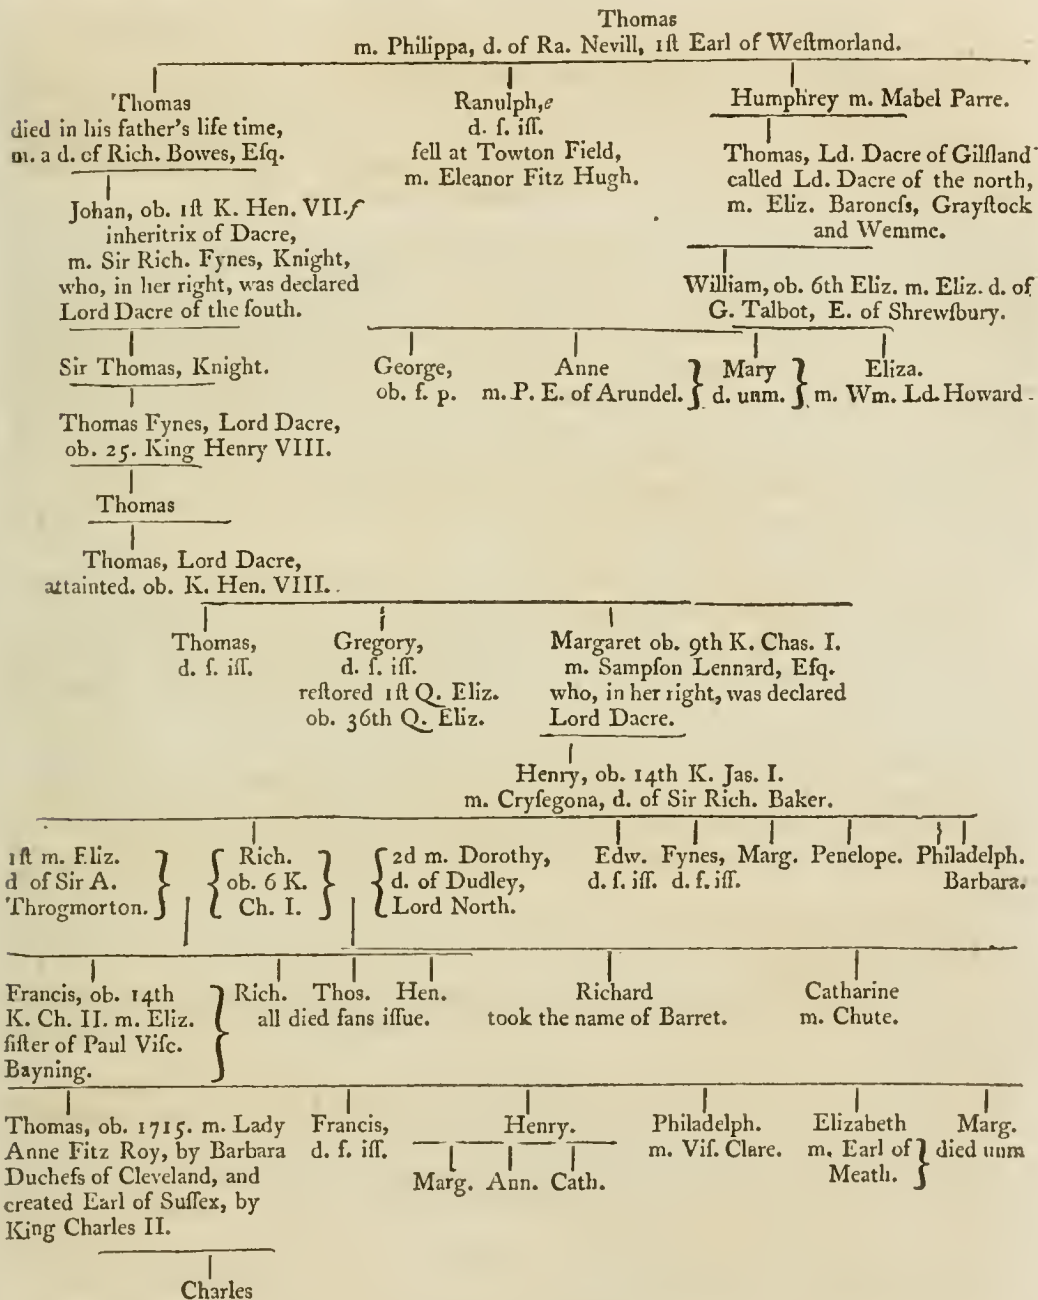 Thomas
m. Philippa, d. of Ra. Nevill, 1ſt Earl of Weſtmorland.
Thomas
died in his father's life time,
m. a d. of Rich. Bowes, Eſq.
Ranulph,e
d. ſ. iſſ.
fell at Towton Field,
m. Eleanor Fitz Hugh.
Humphrey m. Mabel Parre.
Thomas, Ld. Dacre of Gilſland
called Ld. Dacre of the north,
m. Eliz. Baroneſs, Grayſtock
and Wemme.
Johan, ob. 1ſt K. Hen. VII.f
inheritrix of Dacre,
m. Sir Rich. Fynes, Knight,
who, in her right, was declared
Lord Dacre of the ſouth.
William, ob. 6th Eliz. m. Eliz. d. of
G. Talbot, E. of Shrewſbury.
Sir Thomas, Knight.
George,
ob. ſ. p.
Anne
m. P. E. of Arundel.
Mary
d. unm.
Eliza.
m. Wm. Ld. Howard
Thomas Fynes, Lord Dacre,
ob. 25. King Henry VIII.
Thomas
Thomas, Lord Dacre,
attainted. ob. K. Hen. VIII.
Thomas,
d. ſ. iſſ.
Gregory,
d. ſ. iſſ.
reſtored 1ſt Q. Eliz.
ob. 36th Q. Eliz.
Margaret ob. 9th K. Chas. I.
m. Sampſon Lennard, Eſq.
who, in her right, was declared
Lord Dacre.
Henry, ob. 14th K. Jas. I.
m. Cryſegona, d. of Sir Rich. Baker.
1ſt m. Eliz.
d of Sir A.
Throgmorton.
Rich.
ob. 6 K.
Ch. I.
2d m. Dorothy,
d. of Dudley,
Lord North.
Edw.
d. ſ. iſſ.
Fynes,
d. ſ. iſſ.
Marg.
Penelope.
Philadelph.
Barbara.
Francis, ob. 14th
K. Ch. II. m. Eliz.
ſiſter of Paul Viſc.
Bayning.
Rich. Thos. Hen.
all died ſans iſſue.
Richard
took the name of Barret.
Catharine
m. Chute.
Thomas, ob. 1715. m. Lady
Anne Fitz Roy, by Barbara
Ducheſs of Cleveland, and
created Earl of Suſſex, by
King Charles II.
Francis,
d. ſ. iſſ.
Henry.
Marg. Ann. Cath.
Philadelph.
m. Viſ. Clare.
Elizabeth
m. Earl of
Meath.
Marg.
died unm
Charles